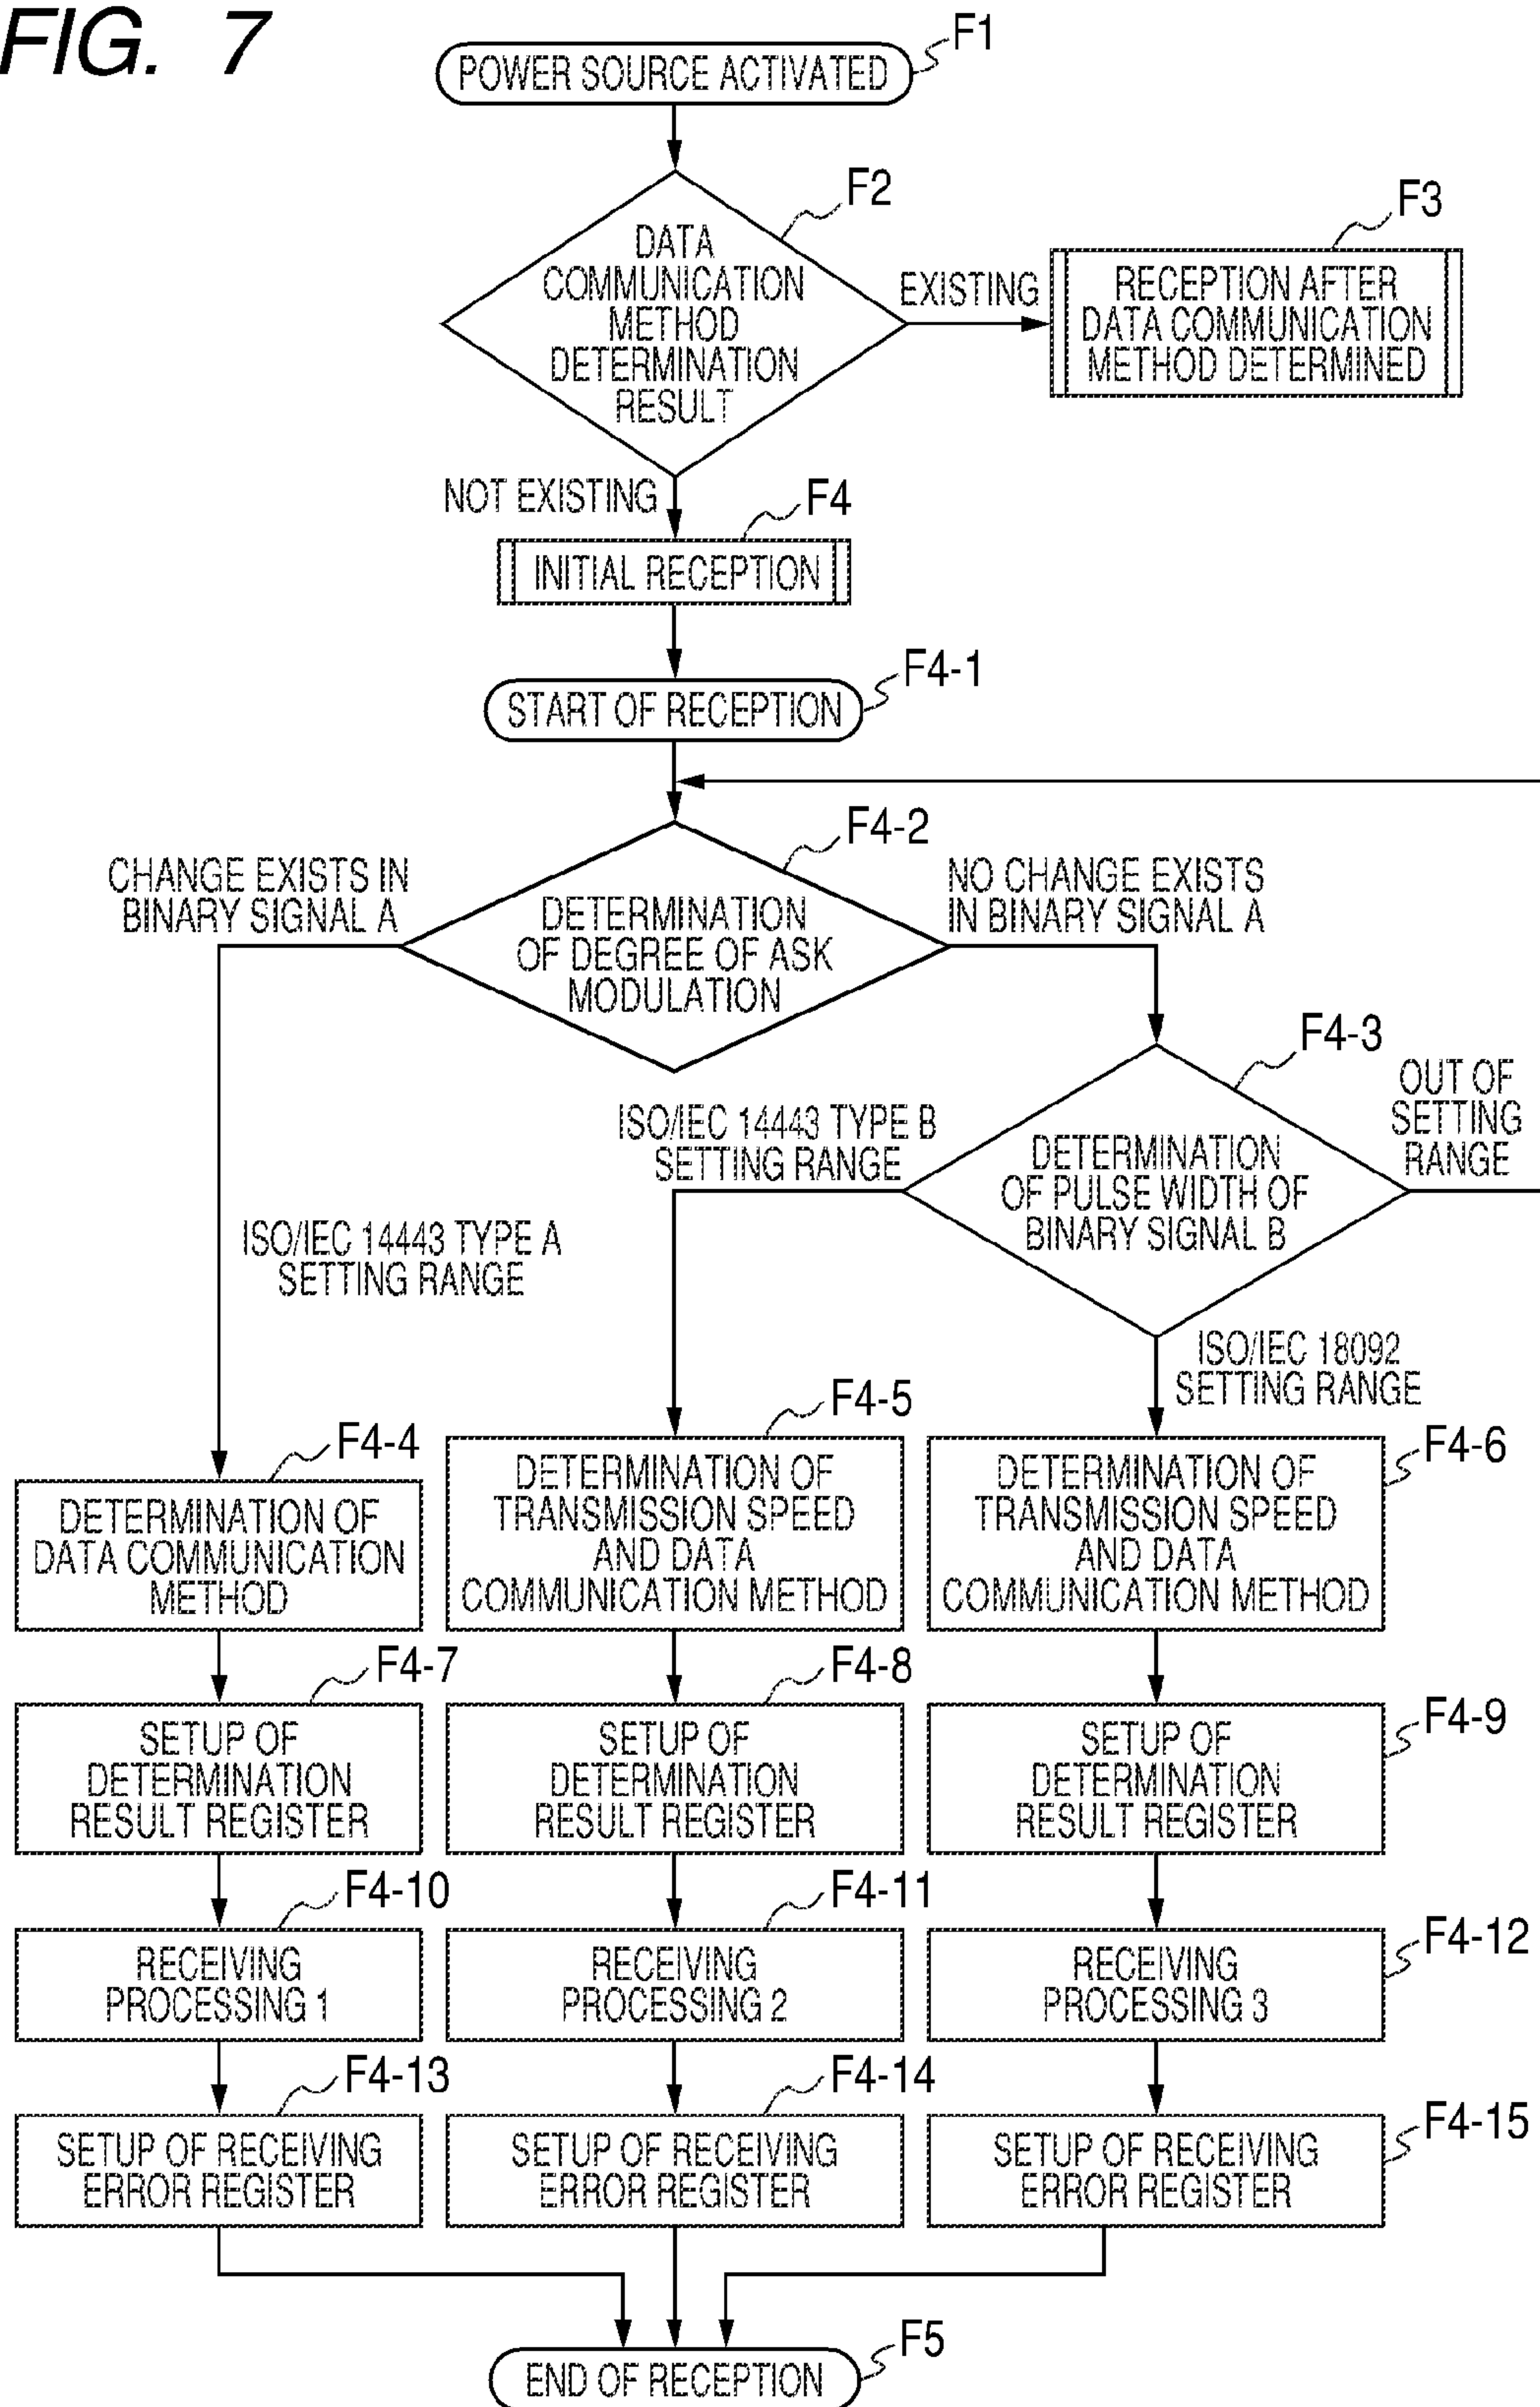 FIG. 7
F1
POWER SOURCE ACTIVATED
F2
DATA
COMMUNICATION
METHOD
DETERMINATION
RESULT
EXISTING
F3
RECEPTION AFTER
DATA COMMUNICATION
METHOD DETERMINED
NOT EXISTING
F4
INITIAL RECEPTION
F4-1
START OF RECEPTION
F4-2
CHANGE EXISTS IN
BINARY SIGNAL A
DETERMINATION
OF DEGREE OF ASK
MODULATION
NO CHANGE EXISTS
IN BINARY SIGNAL A
F4-3
OUT OF
SETTING
RANGE
ISO/IEC 14443 TYPE B
SETTING RANGE
DETERMINATION
OF PULSE WIDTH OF
BINARY SIGNAL B
ISO/IEC 14443 TYPE A
SETTING RANGE
ISO/IEC 18092
SETTING RANGE
F4-4
DETERMINATION OF
DATA COMMUNICATION
METHOD
F4-5
DETERMINATION OF
TRANSMISSION SPEED
AND DATA
COMMUNICATION METHOD
F4-6
DETERMINATION OF
TRANSMISSION SPEED
AND DATA
COMMUNICATION METHOD
F4-7
SETUP OF
DETERMINATION
RESULT REGISTER
F4-8
SETUP OF
DETERMINATION
RESULT REGISTER
F4-9
SETUP OF
DETERMINATION
RESULT REGISTER
F4-10
RECEIVING
PROCESSING 1
F4-11
RECEIVING
PROCESSING 2
F4-12
RECEIVING
PROCESSING 3
F4-13
SETUP OF RECEIVING
ERROR REGISTER
F4-14
SETUP OF RECEIVING
ERROR REGISTER
F4-15
SETUP OF RECEIVING
ERROR REGISTER
F5
END OF RECEPTION